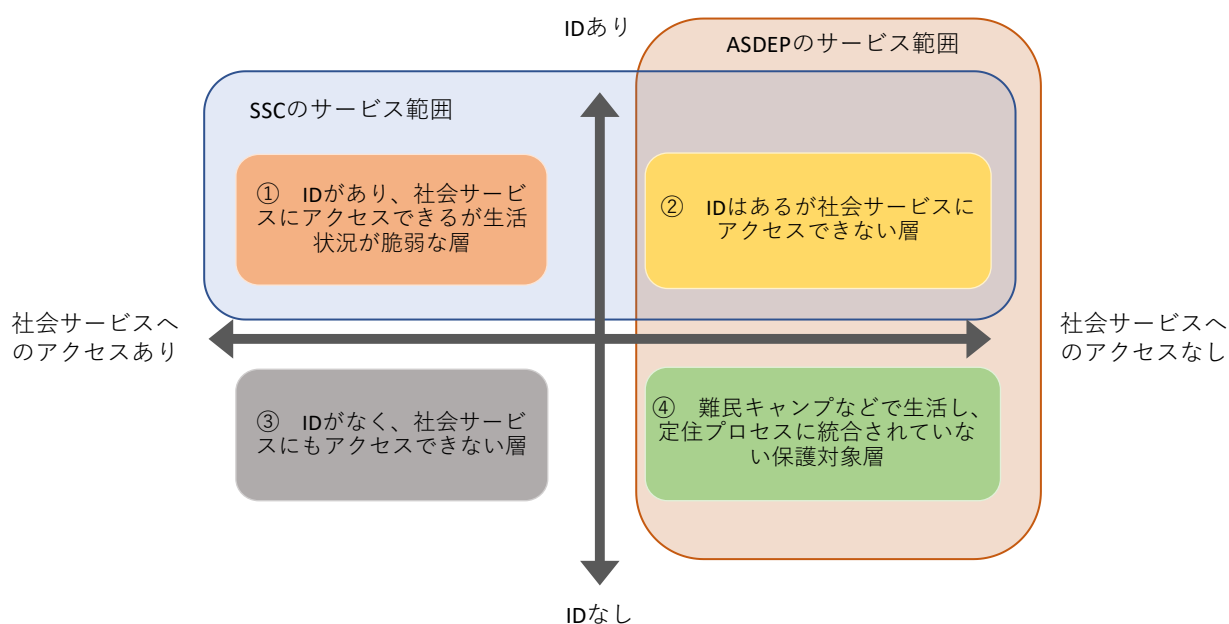 IDあり
ASDEPのサービス範囲
SSCのサービス範囲
① IDがあり、社会サービ
スにアクセスできるが生活
状況が脆弱な層
② IDはあるが社会サービスに
アクセスできない層
社会サービスへ
のアクセスあり
社会サービスへ
のアクセスなし
③ IDがなく、社会サービ
スにもアクセスできない層
④ 難民キャンプなどで生活し、
定住プロセスに統合されていな
い保護対象層
IDなし